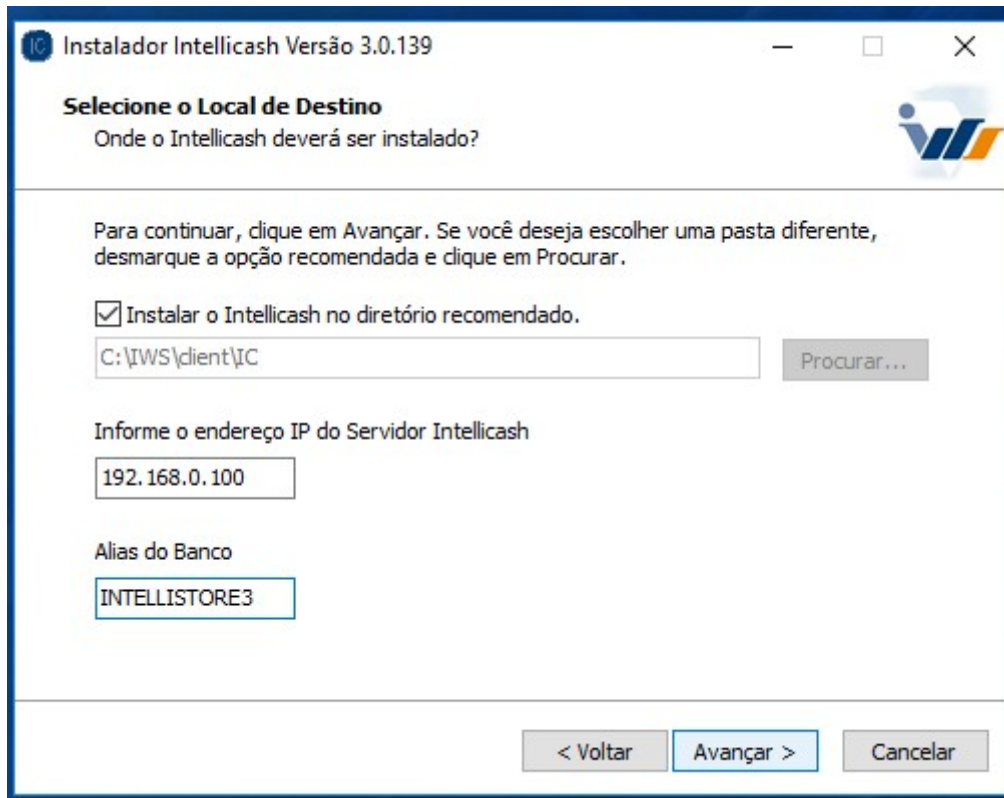 IC Instalador Intellicash Versão 3.0.139
Selecione o Local de Destino
Onde o Intellicash deverá ser instalado?
Para continuar, clique em Avançar. Se você deseja escolher uma pasta diferente,
desmarque a opção recomendada e clique em Procurar.
Instalar o Intellicash no diretório recomendado.
C:\IWS\client\IC
Procurar...
Informe o endereço IP do Servidor Intellicash
192.168.0.100
Alias do Banco
INTELLISTORE3
< Voltar
Avançar >
Cancelar